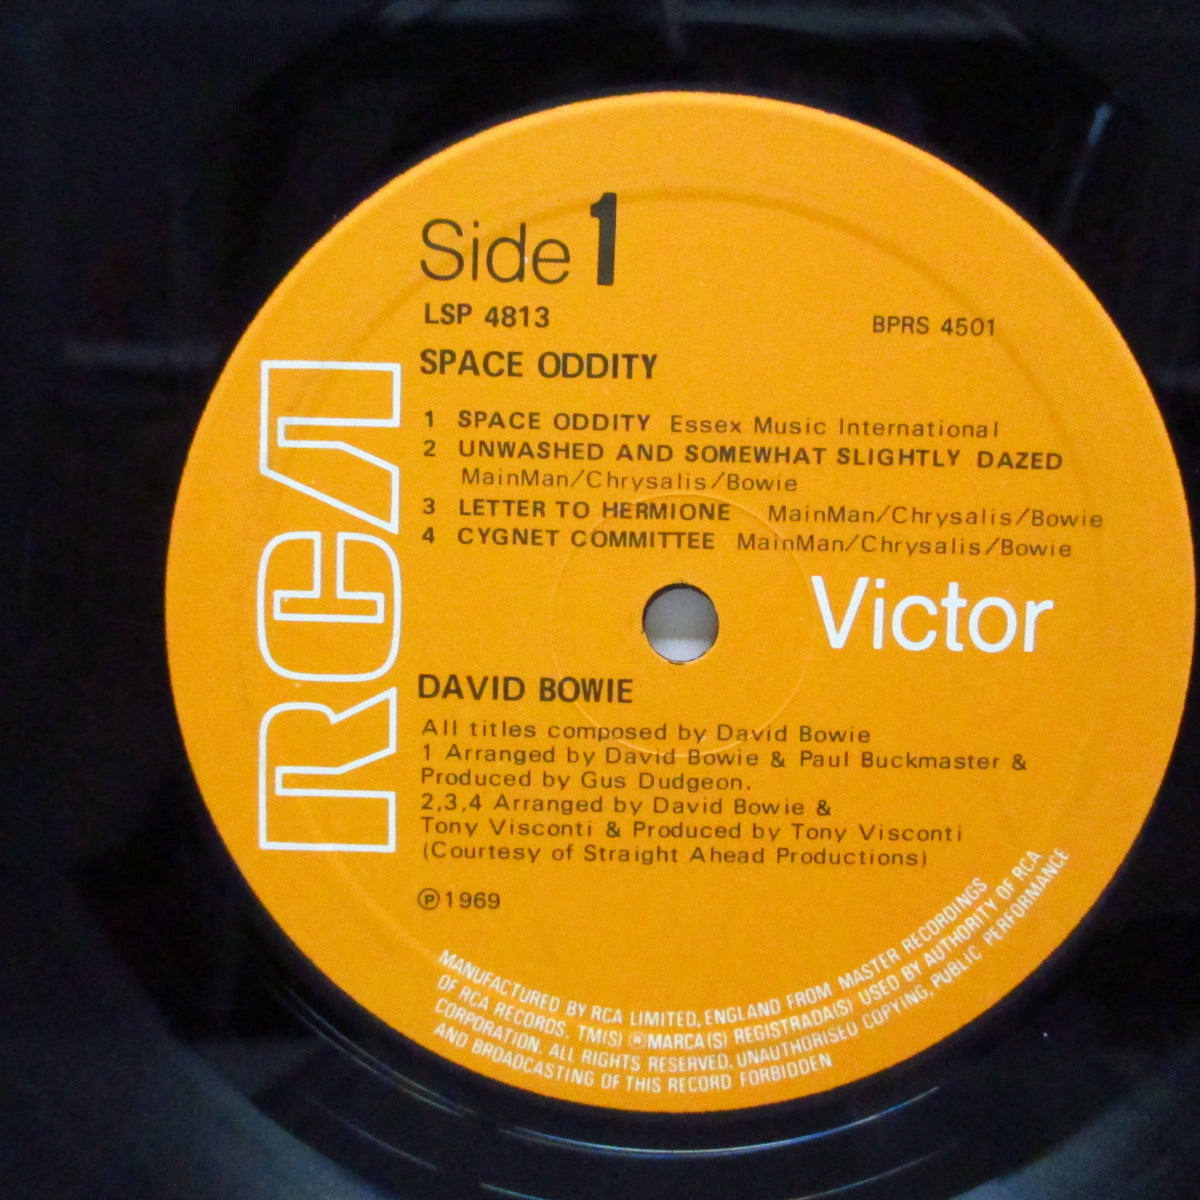 Side 1
LSP 4813
BPRS 4501
SPACE ODDITY
1 SPACE ODDITY Essex Music International
2 UNWASHED AND SOMEWHAT SLIGHTLY DAZED
MainMan/Chrysalis/Bowie
3 LETTER TO HERMIONE MainMan/Chrysalis/Bowie
4 CYGNET COMMITTEE MainMan/Chrysalis/Bowie
RCA
Victor
DAVID BOWIE
All titles composed by David Bowie
1 Arranged by David Bowie & Paul Buckmaster &
Produced by Gus Dudgeon.
2,3,4 Arranged by David Bowie &
Tony Visconti & Produced by Tony Visconti
(Courtesy of Straight Ahead Productions)
℗1969
MANUFACTURED BY RCA LIMITED, ENGLAND FROM MASTER RECORDINGS
OF RCA RECORDS. TM(S) ® MARCA(S) REGISTRADA(S) USED BY AUTHORITY OF RCA
CORPORATION. ALL RIGHTS RESERVED. UNAUTHORISED COPYING, PUBLIC PERFORMANCE
AND BROADCASTING OF THIS RECORD FORBIDDEN